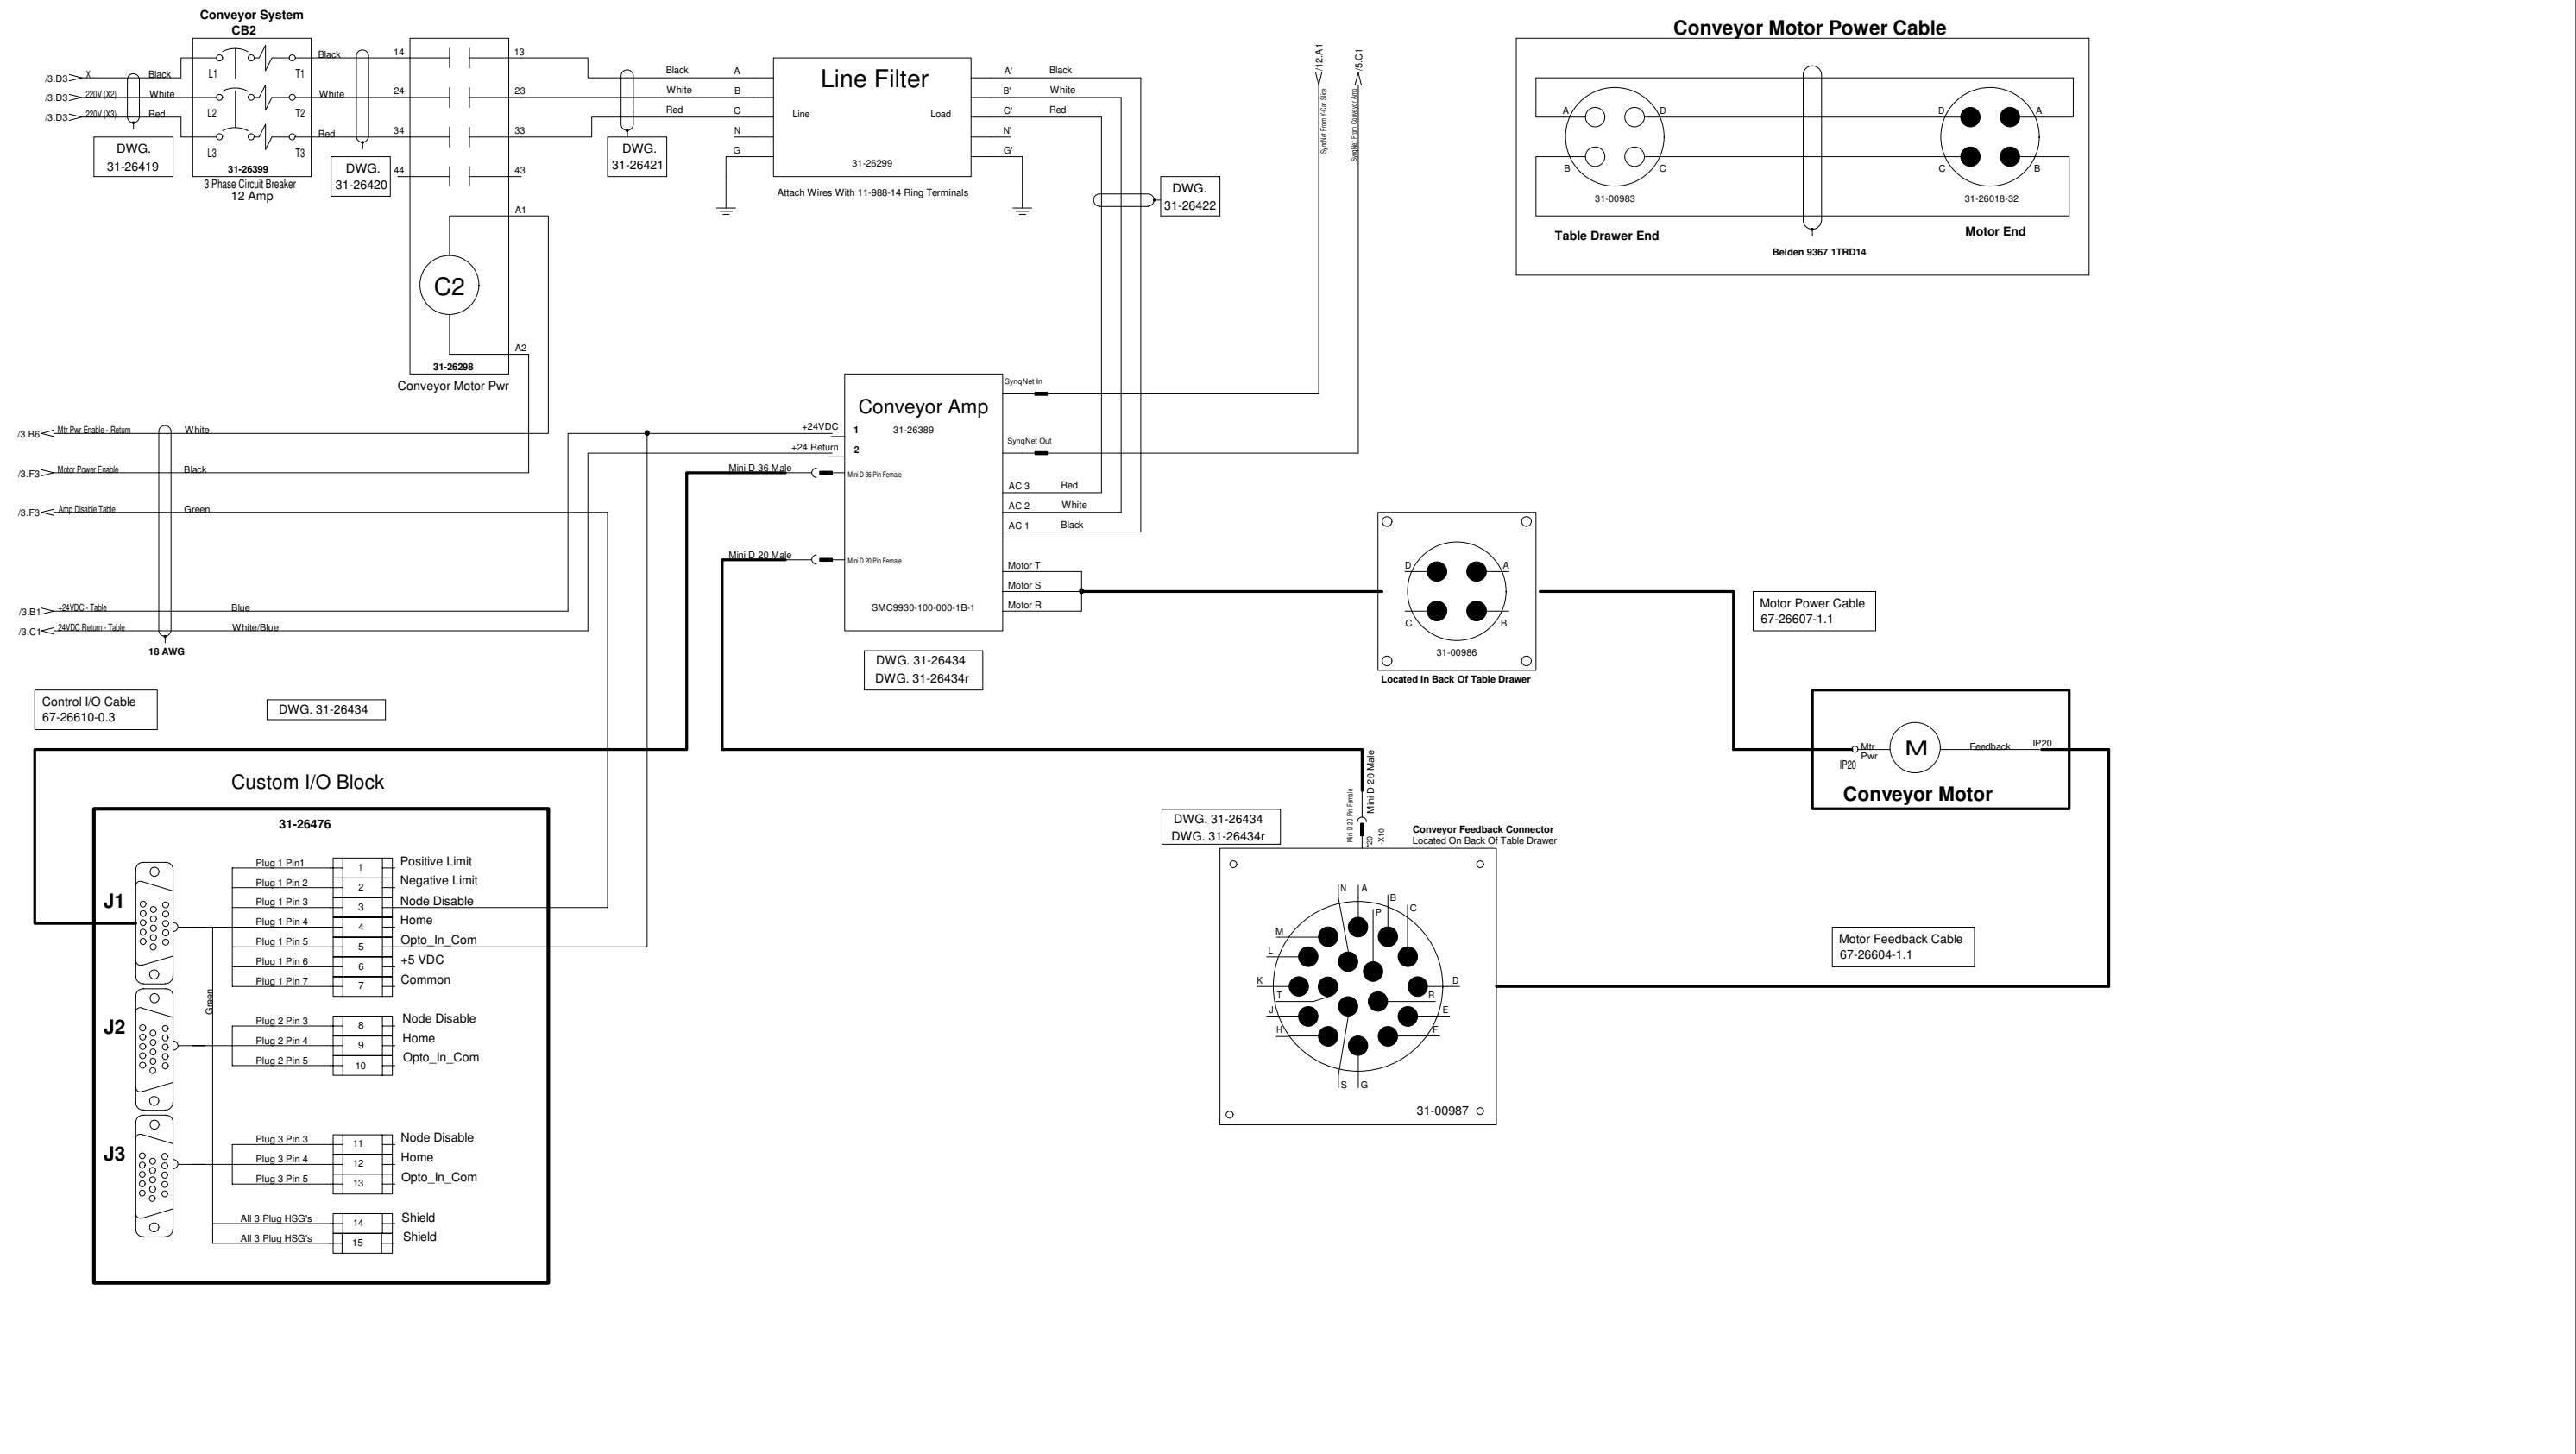 Conveyor System
CB2
/3.D3
X
Black
/3.D3
220V (X2)
White
/3.D3
220V (X3)
Red
L1
T1
L2
T2
L3
T3
31-26399
3 Phase Circuit Breaker
12 Amp
DWG.
31-26419
Black
White
Red
DWG.
31-26420
14
13
24
23
34
33
44
43
A1
C2
A2
31-26298
Conveyor Motor Pwr
DWG.
31-26421
Black
White
Red
A
B
C
N
G
Line Filter
Line
Load
31-26299
Attach Wires With 11-988-14 Ring Terminals
A'
B'
C'
N'
G'
Black
White
Red
DWG.
31-26422
/12.A1
SynqNet From Y-Car Slice
/5.C1
SynqNet From Conveyor Amp
Conveyor Motor Power Cable
A
D
B
C
31-00983
Table Drawer End
Belden 9367 1TRD14
D
A
C
B
31-26018-32
Motor End
/3.B6
Mtr Pwr Enable - Return
White
/3.F3
Motor Power Enable
Black
/3.F3
Amp Disable Table
Green
/3.B1
+24VDC - Table
Blue
/3.C1
24VDC Return - Table
White/Blue
18 AWG
Conveyor Amp
31-26389
+24VDC
1
+24 Return
2
Mini D 36 Male
Mini D 36 Pin Female
Mini D 20 Male
Mini D 20 Pin Female
SynqNet In
SynqNet Out
AC 3
Red
AC 2
White
AC 1
Black
Motor T
Motor S
Motor R
SMC9930-100-000-1B-1
DWG. 31-26434
DWG. 31-26434r
D
A
C
B
31-00986
Located In Back Of Table Drawer
Motor Power Cable
67-26607-1.1
Mtr
Pwr
IP20
M
Feedback
IP20
Conveyor Motor
Control I/O Cable
67-26610-0.3
DWG. 31-26434
Custom I/O Block
31-26476
J1
J2
J3
Green
Plug 1 Pin1
1
Positive Limit
Plug 1 Pin 2
2
Negative Limit
Plug 1 Pin 3
3
Node Disable
Plug 1 Pin 4
4
Home
Plug 1 Pin 5
5
Opto_In_Com
Plug 1 Pin 6
6
+5 VDC
Plug 1 Pin 7
7
Common
Plug 2 Pin 3
8
Node Disable
Plug 2 Pin 4
9
Home
Plug 2 Pin 5
10
Opto_In_Com
Plug 3 Pin 3
11
Node Disable
Plug 3 Pin 4
12
Home
Plug 3 Pin 5
13
Opto_In_Com
All 3 Plug HSG's
14
Shield
All 3 Plug HSG's
15
Shield
DWG. 31-26434
DWG. 31-26434r
Mini D 20 Pin Female
Mini D 20 Male
-X10
Conveyor Feedback Connector
Located On Back Of Table Drawer
N
A
B
P
C
M
L
K
D
T
R
J
E
H
F
S
G
31-00987
Motor Feedback Cable
67-26604-1.1